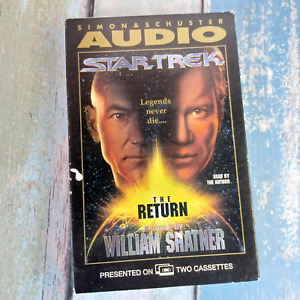 SIMON & SCHUSTER
AUDIO
STAR TREK
Legends
never
die....
READ BY
THE AUTHOR
THE
RETURN
WILLIAM SHATNER
PRESENTED ON TWO CASSETTES